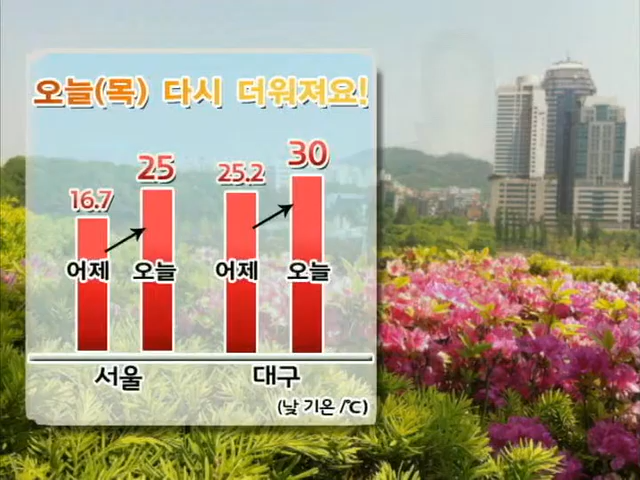 오늘(목) 다시 더워져요!
16.7 25 25.2 30
어제 오늘 어제 오늘
서울 대구
(낮 기온/℃)